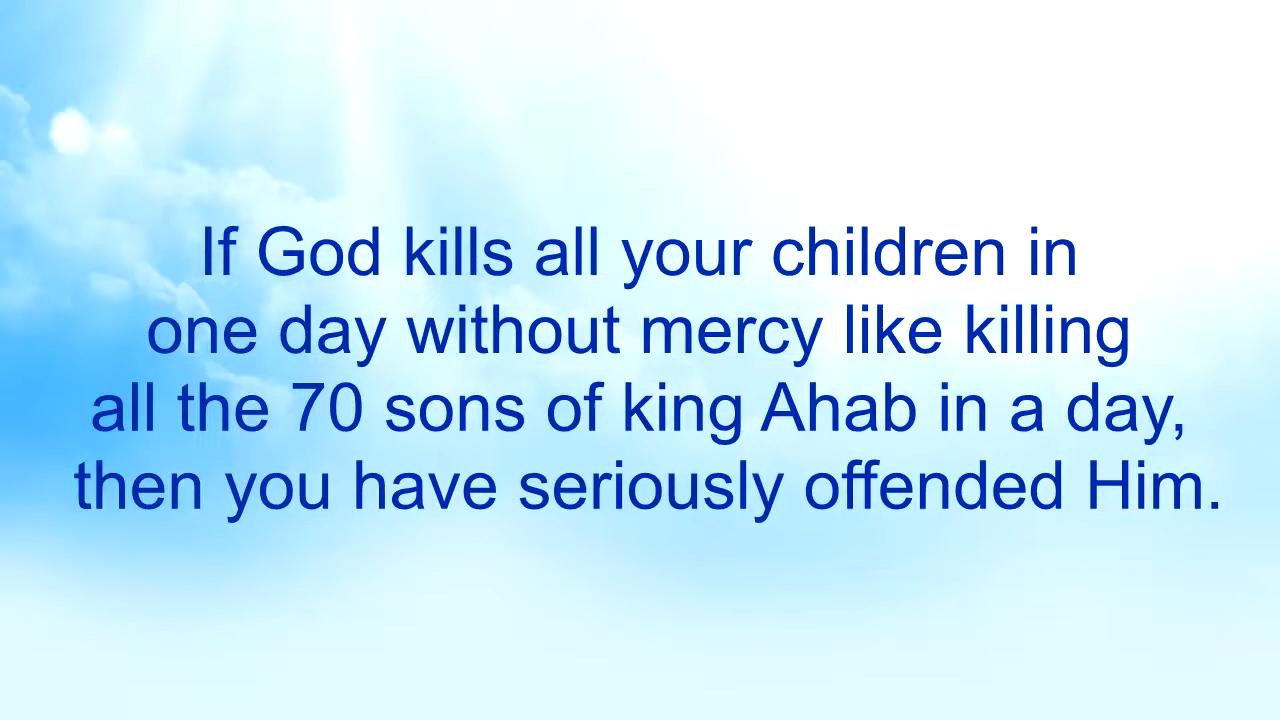 If God kills all your children in
one day without mercy like killing
all the 70 sons of king Ahab in a day,
then you have seriously offended Him.